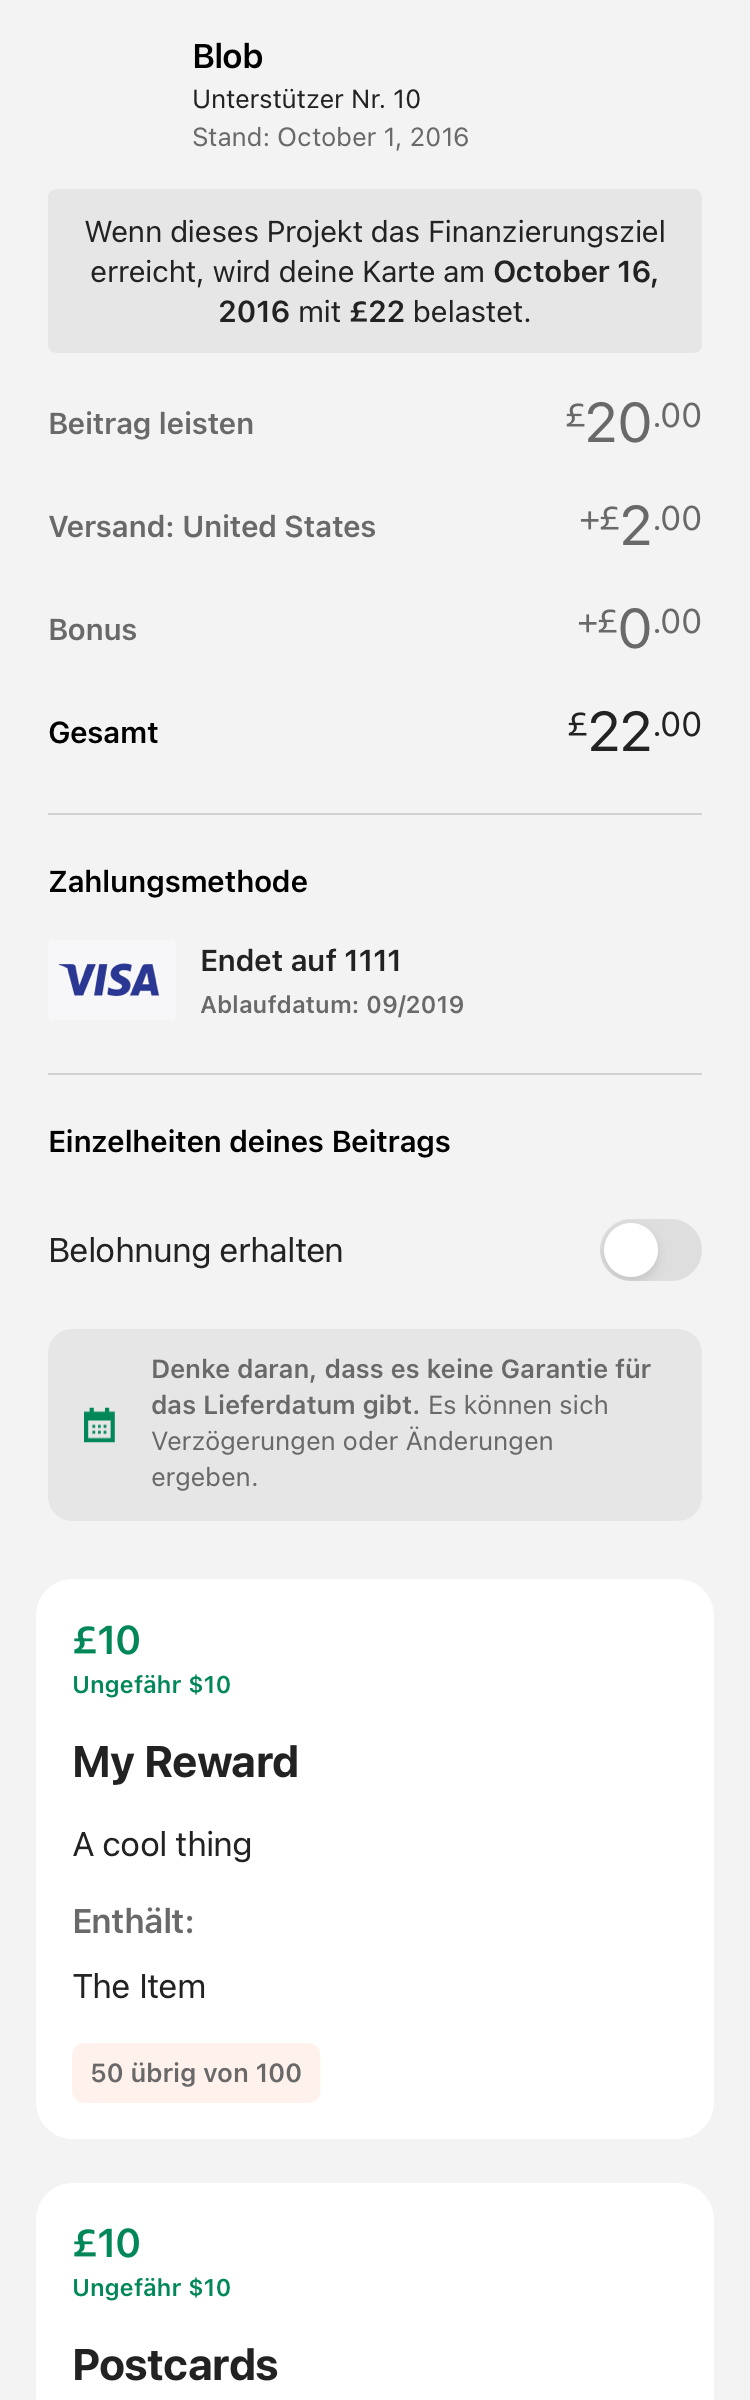 Blob
Unterstützer Nr. 10
Stand: October 1, 2016
Wenn dieses Projekt das Finanzierungsziel
erreicht, wird deine Karte am October 16,
2016 mit £22 belastet.
Beitrag leisten £20.00
Versand: United States +£2.00
Bonus +£0.00
Gesamt £22.00
Zahlungsmethode
VISA
Endet auf 1111
Ablaufdatum: 09/2019
Einzelheiten deines Beitrags
Belohnung erhalten
Denke daran, dass es keine Garantie für
das Lieferdatum gibt. Es können sich
Verzögerungen oder Änderungen
ergeben.
£10
Ungefähr $10
My Reward
A cool thing
Enthält:
The Item
50 übrig von 100
£10
Ungefähr $10
Postcards